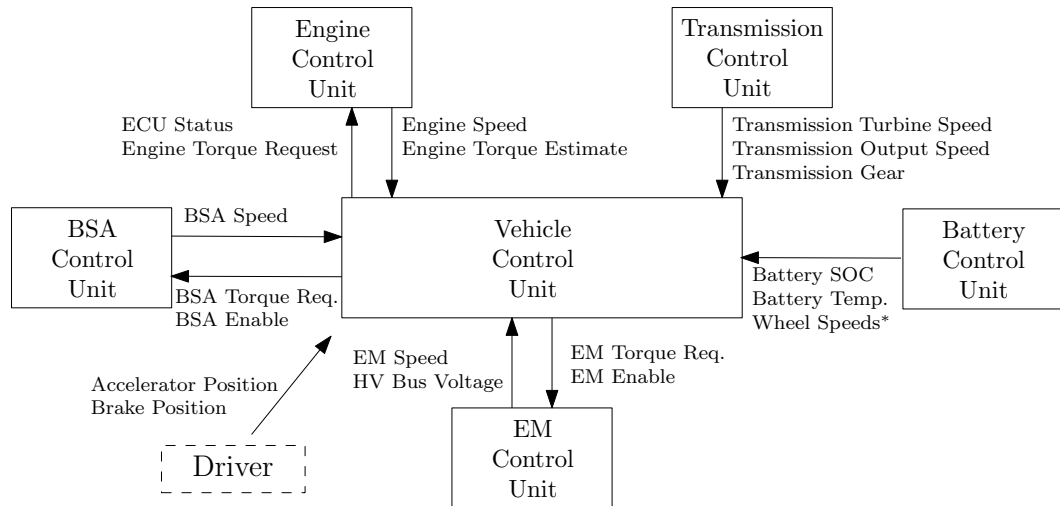 Engine
Control
Unit
Transmission
Control
Unit
ECU Status
Engine Torque Request
Engine Speed
Engine Torque Estimate
Transmission Turbine Speed
Transmission Output Speed
Transmission Gear
BSA
Control
Unit
BSA Speed
BSA Torque Req.
BSA Enable
Vehicle
Control
Unit
Battery
Control
Unit
Battery SOC
Battery Temp.
Wheel Speeds*
Accelerator Position
Brake Position
EM Speed
HV Bus Voltage
EM Torque Req.
EM Enable
Driver
EM
Control
Unit